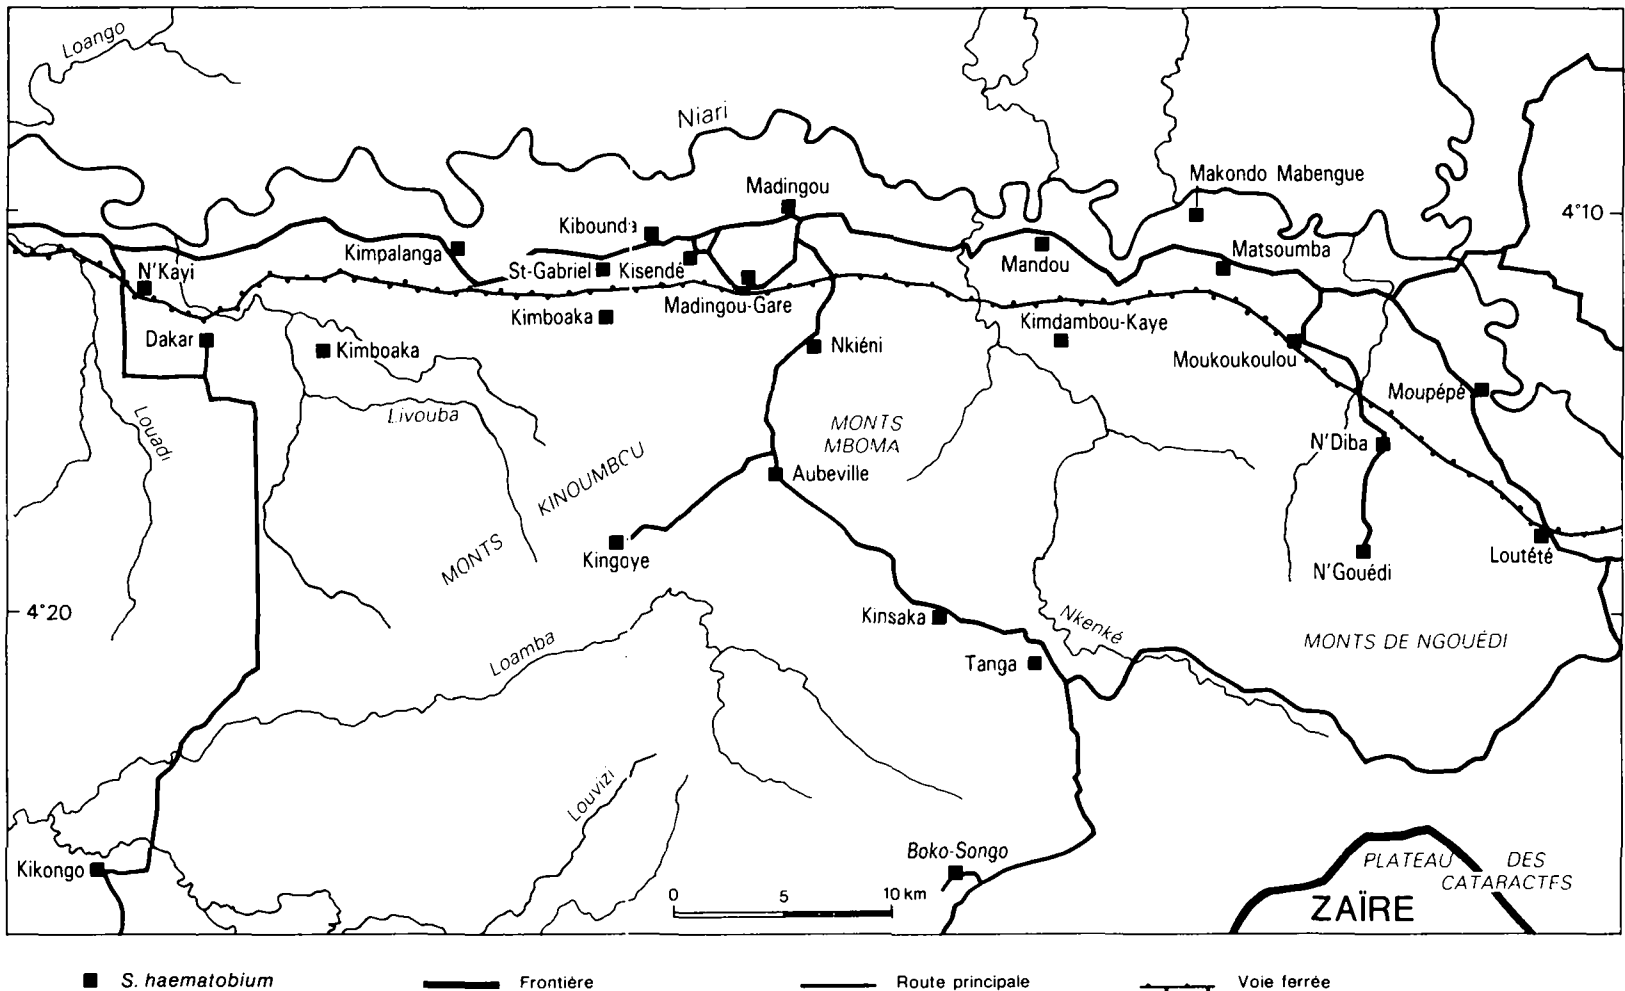 Loango
Niari
Makondo Mabengue
Madingou
4°10
Kibounda
Kimpalanga
Matsoumba
Mandou
N'Kayi
St-Gabriel
Kisendé
Madingou-Gare
Kimboaka
Kimdambou-Kaye
Dakar
Kimboaka
Nkiéni
Moukoukoulou
Moupépé
Livouba
Louadi
MONTS
MBOMA
N'Diba
KINOUMBCU
Aubeville
MONTS
Kingoye
Loutété
N'Gouédi
4°20
Kinsaka
Nkenké
MONTS DE NGOUÉDI
Loamba
Tanga
Louvizi
Boko-Songo
Kikongo
PLATEAU DES
CATARACTES
0 5 10 km
ZAÏRE
S. haematobium
Frontière
Route principale
Voie ferrée